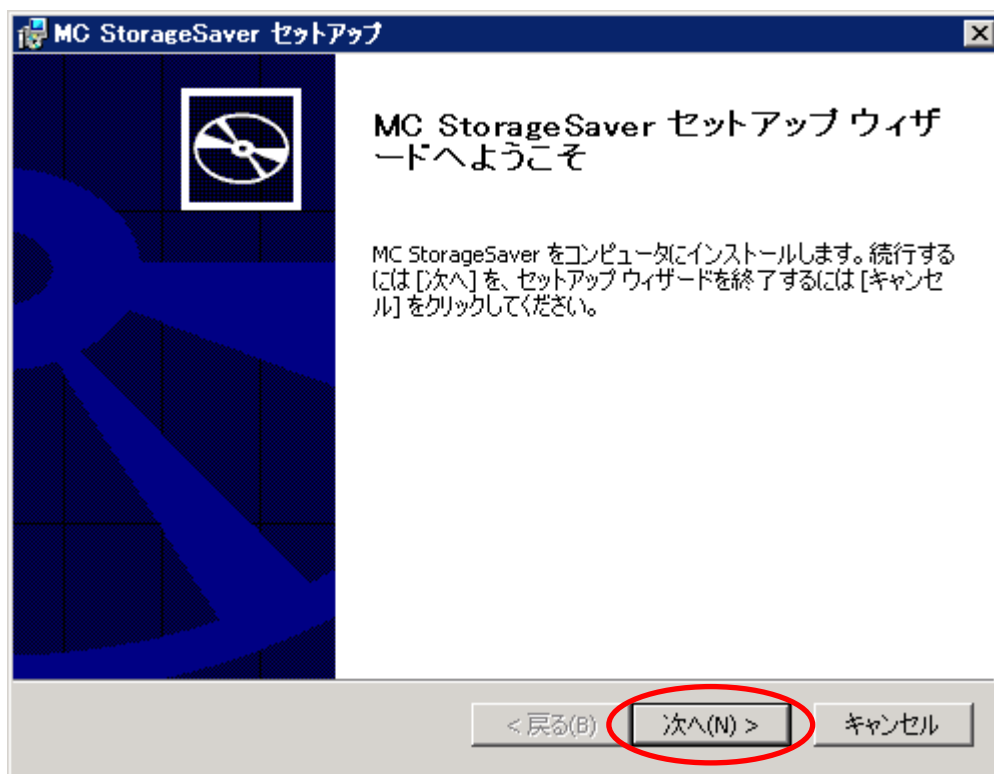 MC StorageSaver セットアップ
MC StorageSaver セットアップ ウィザ
ードへようこそ
MC StorageSaver をコンピュータにインストールします。続行する
には [次へ] を、セットアップ ウィザードを終了するには [キャンセ
ル] をクリックしてください。
< 戻る(B)
次へ(N) >
キャンセル